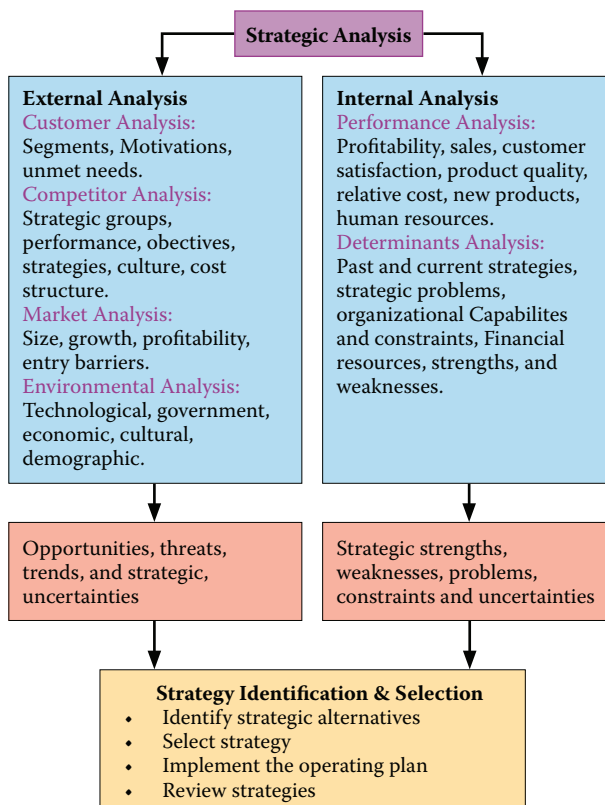 Strategic Analysis
External Analysis
Customer Analysis:
Segments, Motivations,
unmet needs.
Competitor Analysis:
Strategic groups,
performance, obectives,
strategies, culture, cost
structure.
Market Analysis:
Size, growth, profitability,
entry barriers.
Environmental Analysis:
Technological, government,
economic, cultural,
demographic.
Internal Analysis
Performance Analysis:
Profitability, sales, customer
satisfaction, product quality,
relative cost, new products,
human resources.
Determinants Analysis:
Past and current strategies,
strategic problems,
organizational Capabilites
and constraints, Financial
resources, strengths, and
weaknesses.
Opportunities, threats,
trends, and strategic,
uncertainties
Strategic strengths,
weaknesses, problems,
constraints and uncertainties
Strategy Identification & Selection
• Identify strategic alternatives
• Select strategy
• Implement the operating plan
• Review strategies